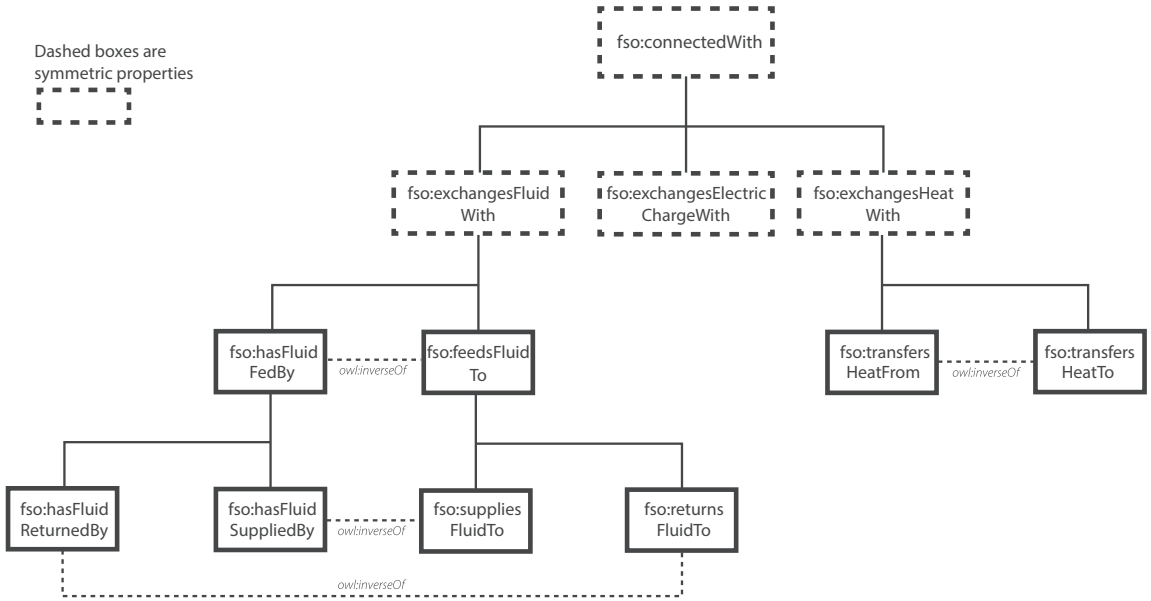 fso:connectedWith
Dashed boxes are
symmetric properties
fso:exchangesFluid
With
fso:exchangesElectric
ChargeWith
fso:exchangesHeat
With
fso:hasFluid
FedBy
owl:inverseOf
fso:feedsFluid
To
fso:transfers
HeatFrom
owl:inverseOf
fso:transfers
HeatTo
fso:hasFluid
ReturnedBy
fso:hasFluid
SuppliedBy
owl:inverseOf
fso:supplies
FluidTo
fso:returns
FluidTo
owl:inverseOf